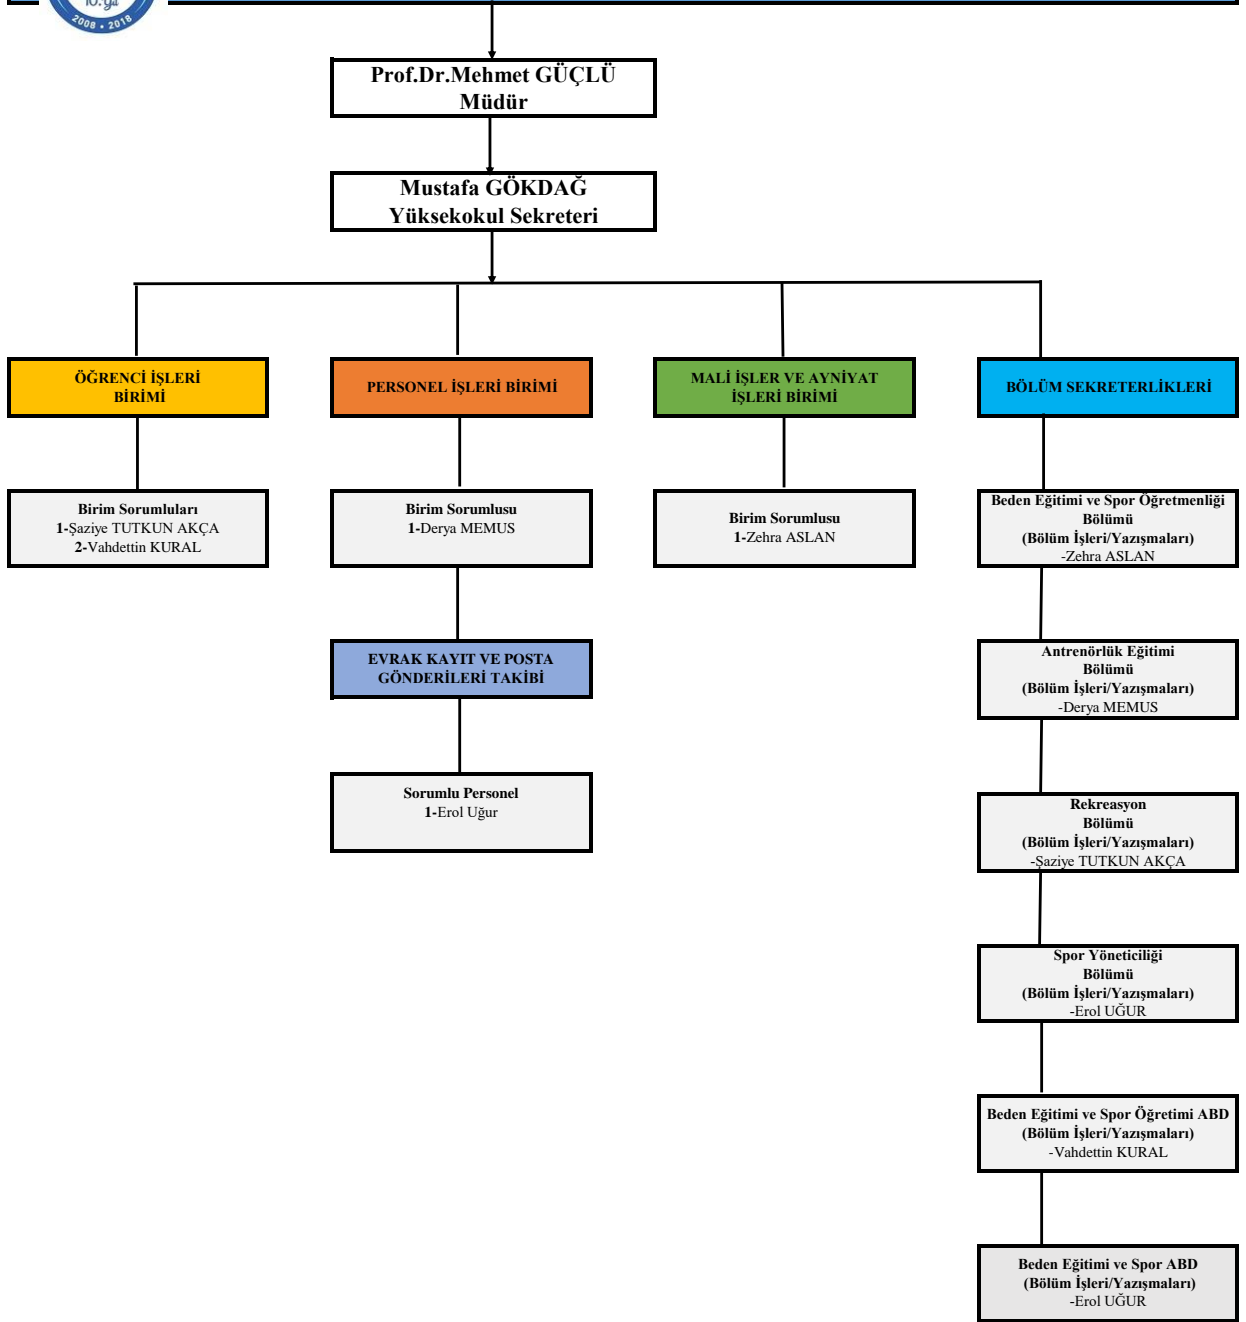 10. Yıl
2008 • 2018
Prof.Dr.Mehmet GÜÇLÜ
Müdür
Mustafa GÖKDAĞ
Yüksekokul Sekreteri
ÖĞRENCİ İŞLERİ
BİRİMİ
PERSONEL İŞLERİ BİRİMİ
MALİ İŞLER VE AYNİYAT
İŞLERİ BİRİMİ
BÖLÜM SEKRETERLİKLERİ
Birim Sorumluları
1-Şaziye TUTKUN AKÇA
2-Vahdettin KURAL
Birim Sorumlusu
1-Derya MEMUS
Birim Sorumlusu
1-Zehra ASLAN
Beden Eğitimi ve Spor Öğretmenliği
Bölümü
(Bölüm İşleri/Yazışmaları)
-Zehra ASLAN
EVRAK KAYIT VE POSTA
GÖNDERİLERİ TAKİBİ
Antrenörlük Eğitimi
Bölümü
(Bölüm İşleri/Yazışmaları)
-Derya MEMUS
Sorumlu Personel
1-Erol Uğur
Rekreasyon
Bölümü
(Bölüm İşleri/Yazışmaları)
-Şaziye TUTKUN AKÇA
Spor Yöneticiliği
Bölümü
(Bölüm İşleri/Yazışmaları)
-Erol UĞUR
Beden Eğitimi ve Spor Öğretimi ABD
(Bölüm İşleri/Yazışmaları)
-Vahdettin KURAL
Beden Eğitimi ve Spor ABD
(Bölüm İşleri/Yazışmaları)
-Erol UĞUR